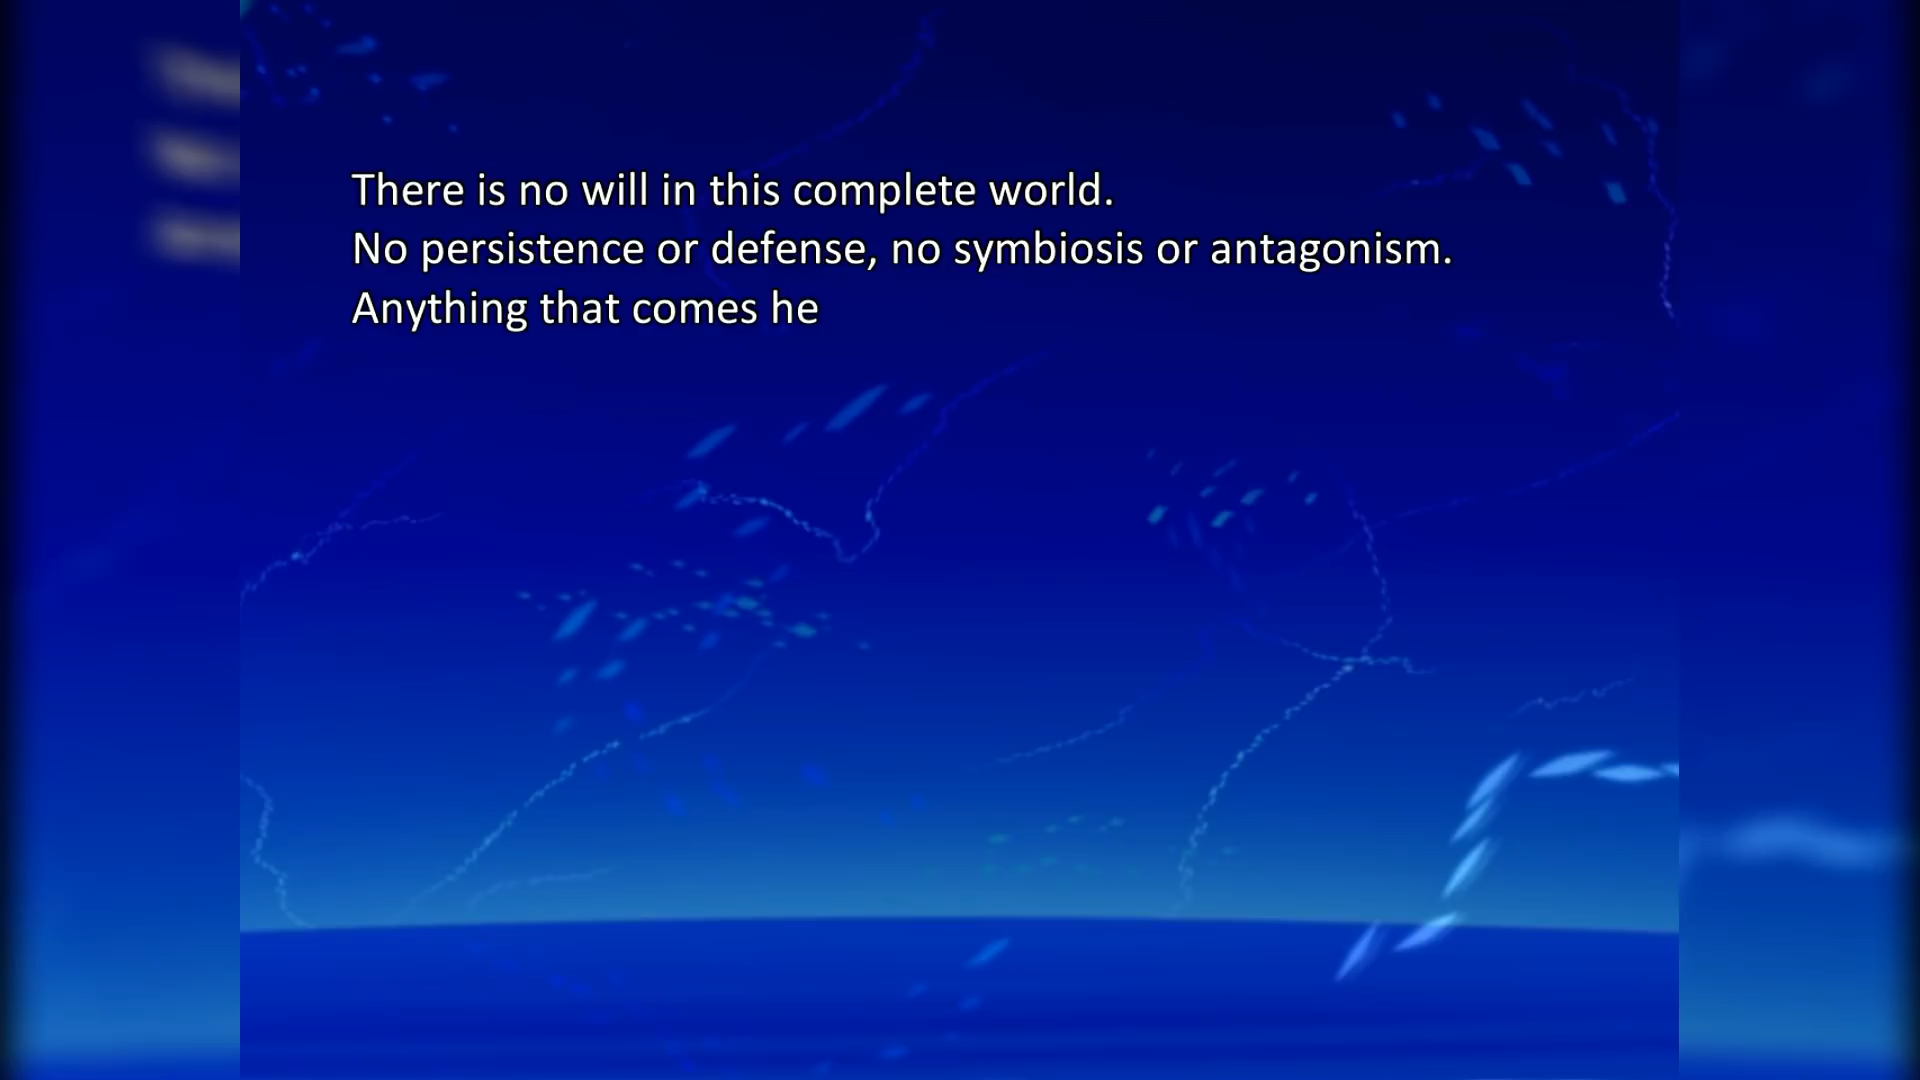 There is no will in this complete world.
No persistence or defense, no symbiosis or antagonism.
Anything that comes he